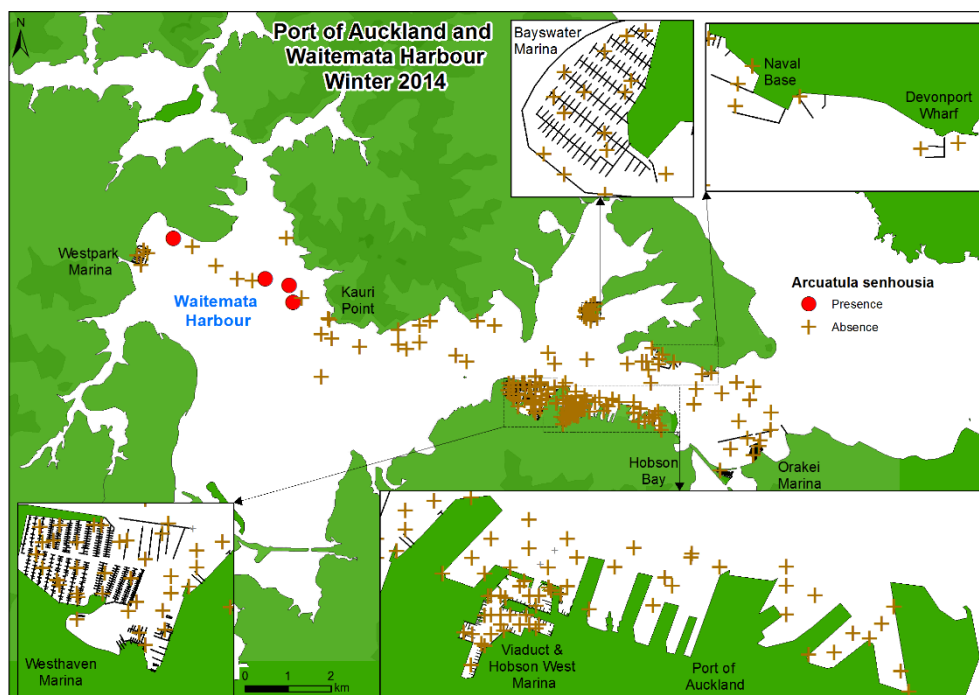 N
Port of Auckland and
Waitemata Harbour
Winter 2014
Bayswater
Marina
Naval
Base
Devonport
Wharf
Westpark
Marina
Waitemata
Harbour
Kauri
Point
Arcuatula senhousia
Presence
Absence
Hobson
Bay
Orakei
Marina
Westhaven
Marina
0 1 2
km
Viaduct &
Hobson West
Marina
Port of
Auckland